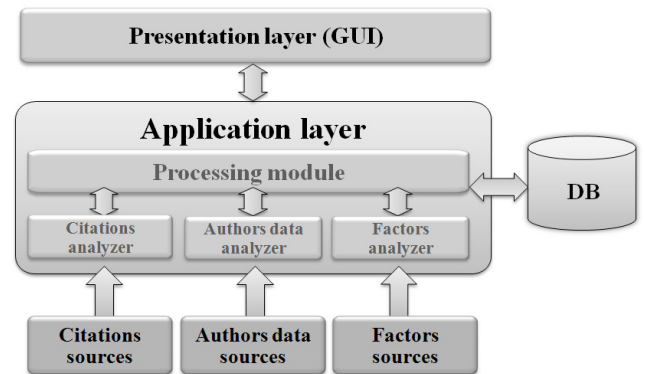 Presentation layer (GUI)
Application layer
Processing module
DB
Citations
analyzer
Authors data
analyzer
Factors
analyzer
Citations
sources
Authors data
sources
Factors
sources